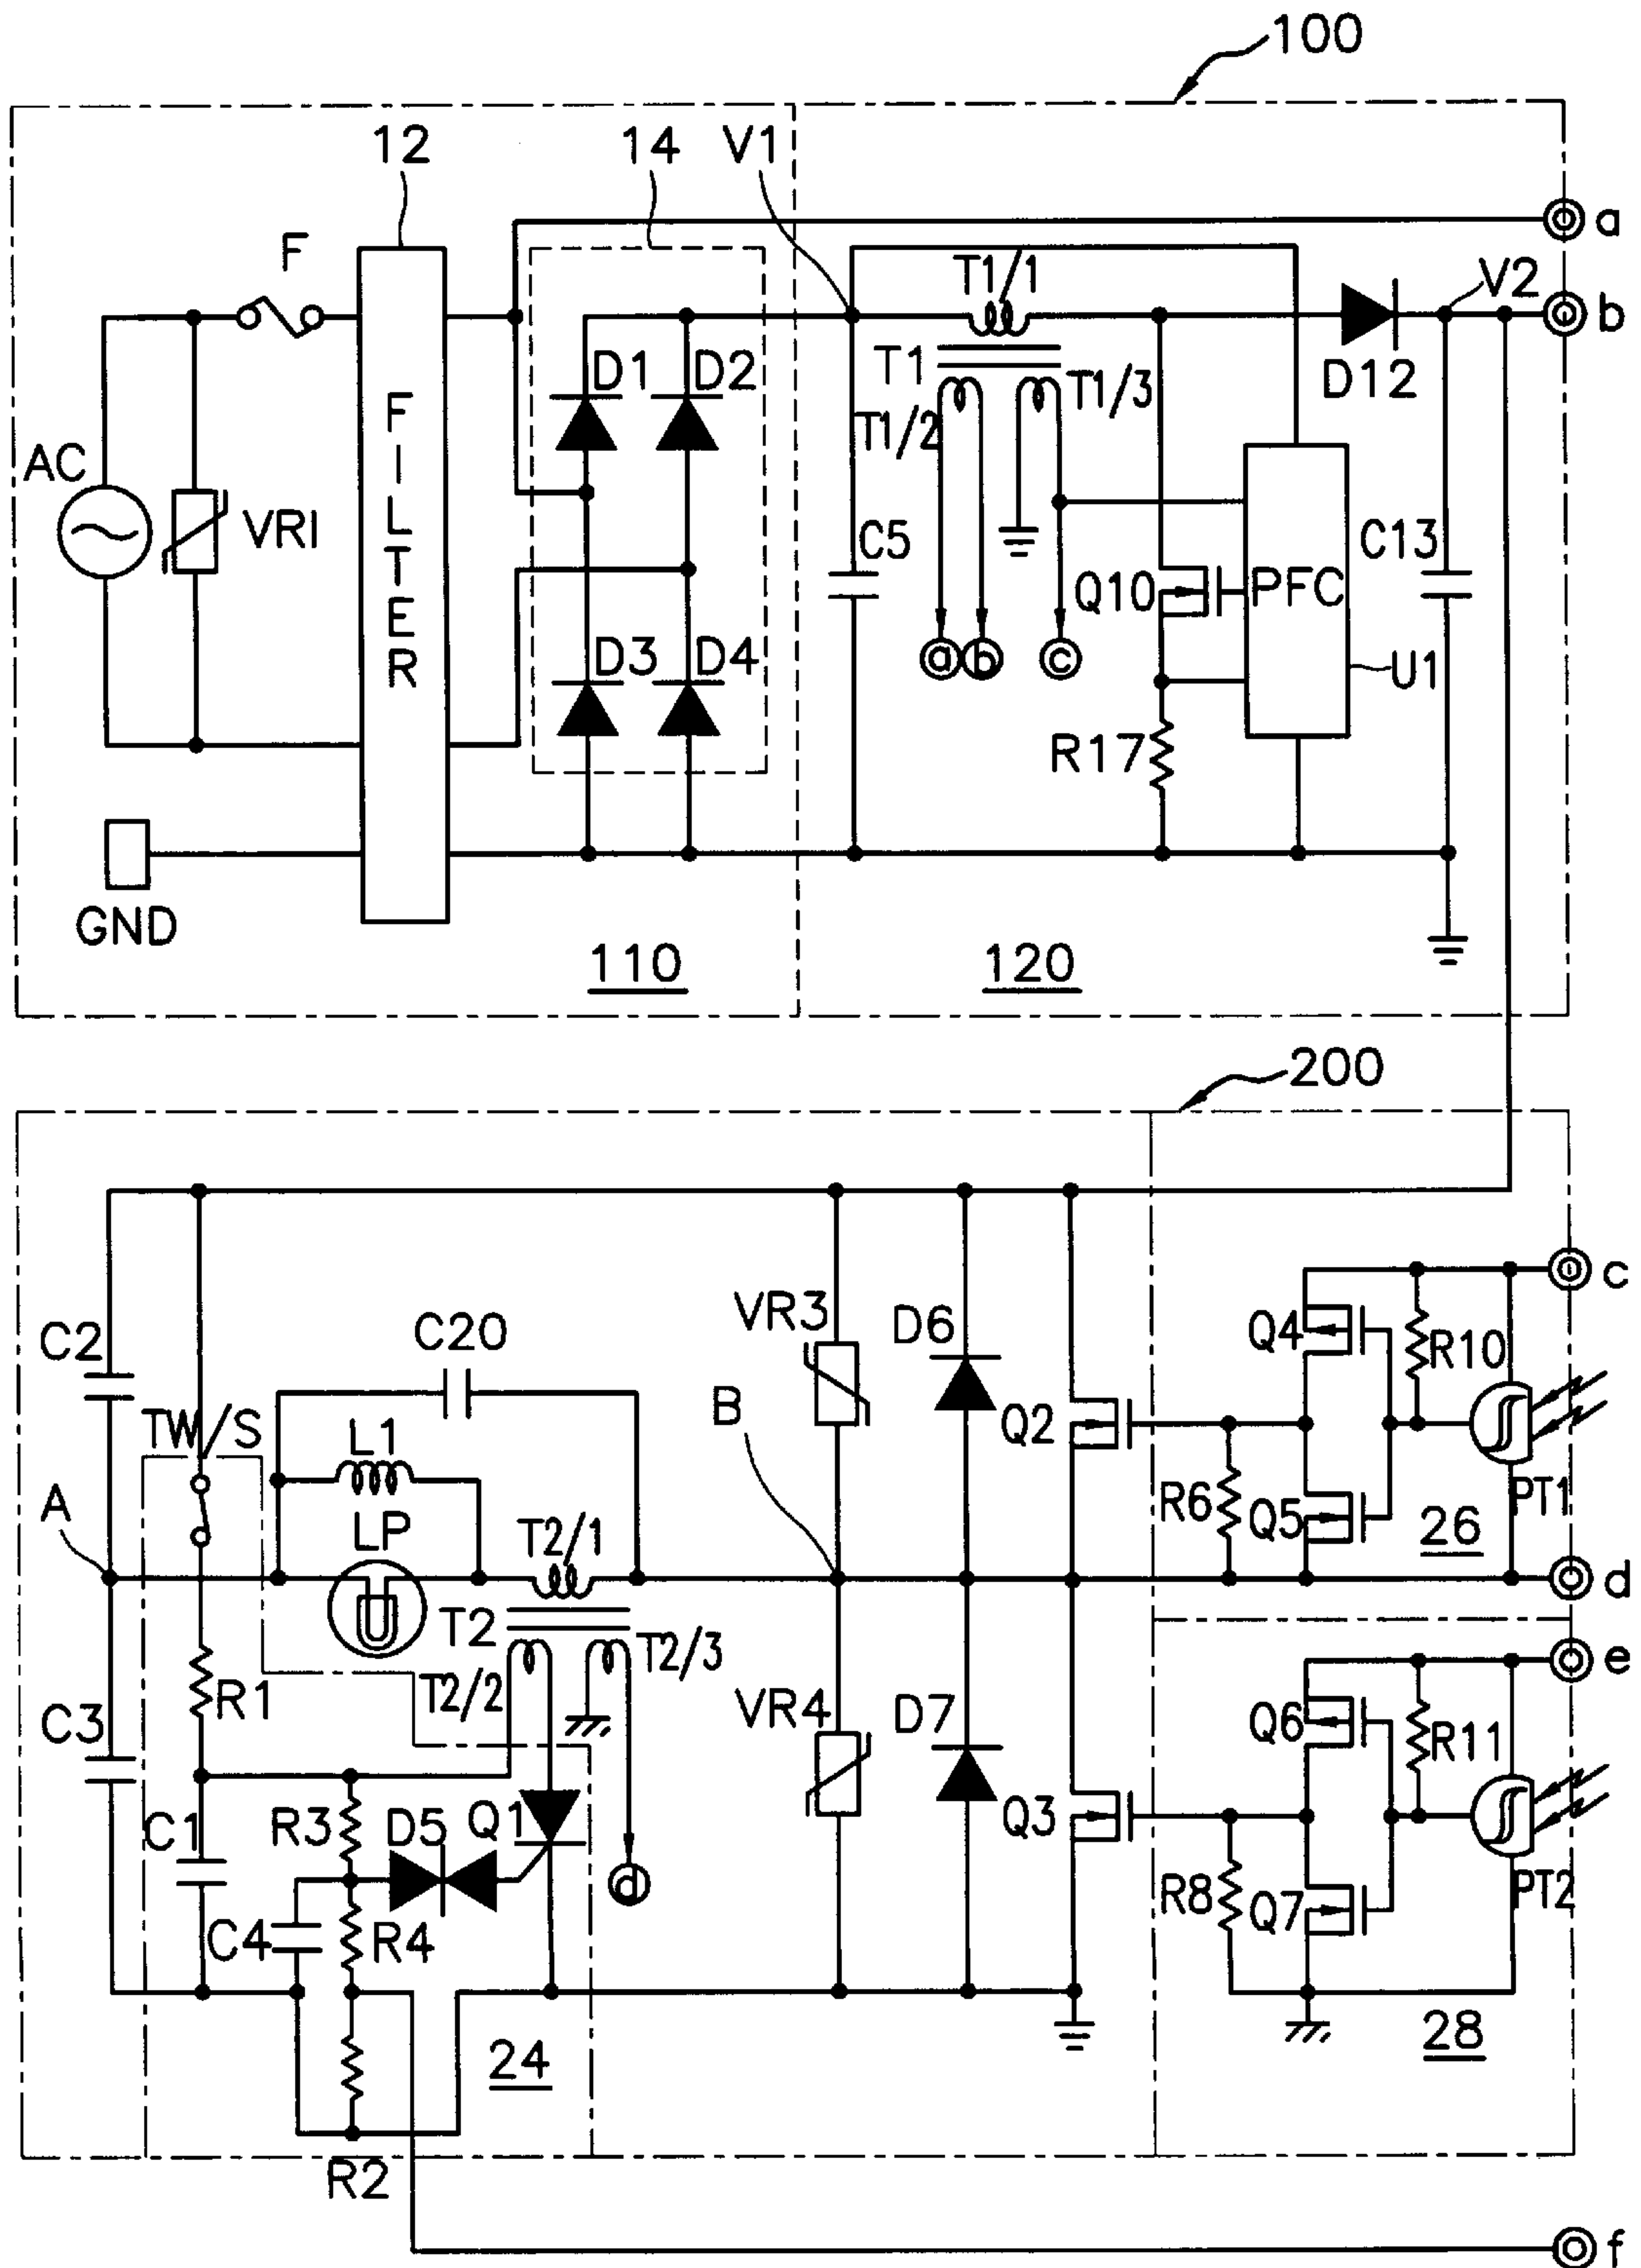 100
12
14
V1
a
F
T1/1
V2
b
D1
D2
T1
T1/2
T1/3
D12
FILTER
AC
VR1
C5
C13
Q10
PFC
D3
D4
a
b
c
U1
R17
GND
110
120
200
c
C2
C20
VR3
D6
Q4
R10
TW/S
L1
B
Q2
PT1
A
LP
T2/1
R6
Q5
26
d
T2
T2/2
T2/3
e
C3
R1
VR4
D7
Q6
R11
C1
R3
D5
Q1
d
Q3
R8
Q7
PT2
C4
R4
24
28
R2
f